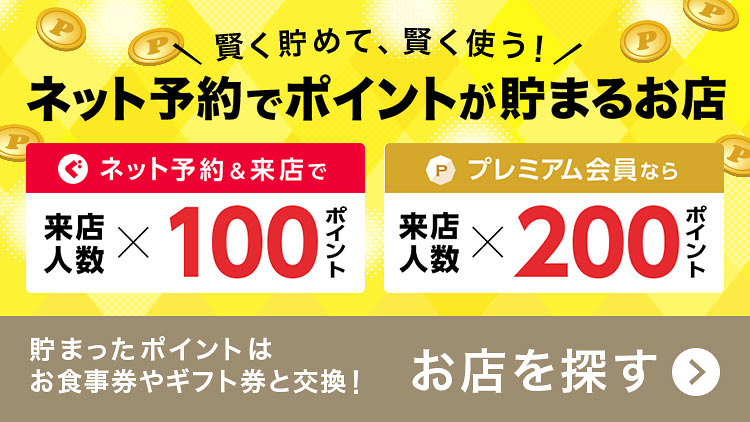 賢く貯めて、賢く使う!
ネット予約でポイントが貯まるお店
ぐ ネット予約&来店で
来店人数 × 100 ポイント
P プレミアム会員なら
来店人数 × 200 ポイント
貯まったポイントは
お食事券やギフト券と交換!
お店を探す
P
P
P
P
P
P